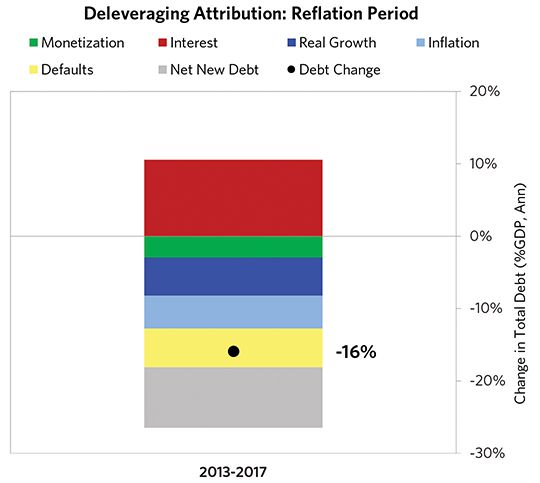 Deleveraging Attribution: Reflation Period
Monetization Interest Real Growth Inflation
Defaults Net New Debt Debt Change
20%
10%
0%
-10%
-16%
-20%
-30%
Change in Total Debt (%GDP, Ann)
2013-2017